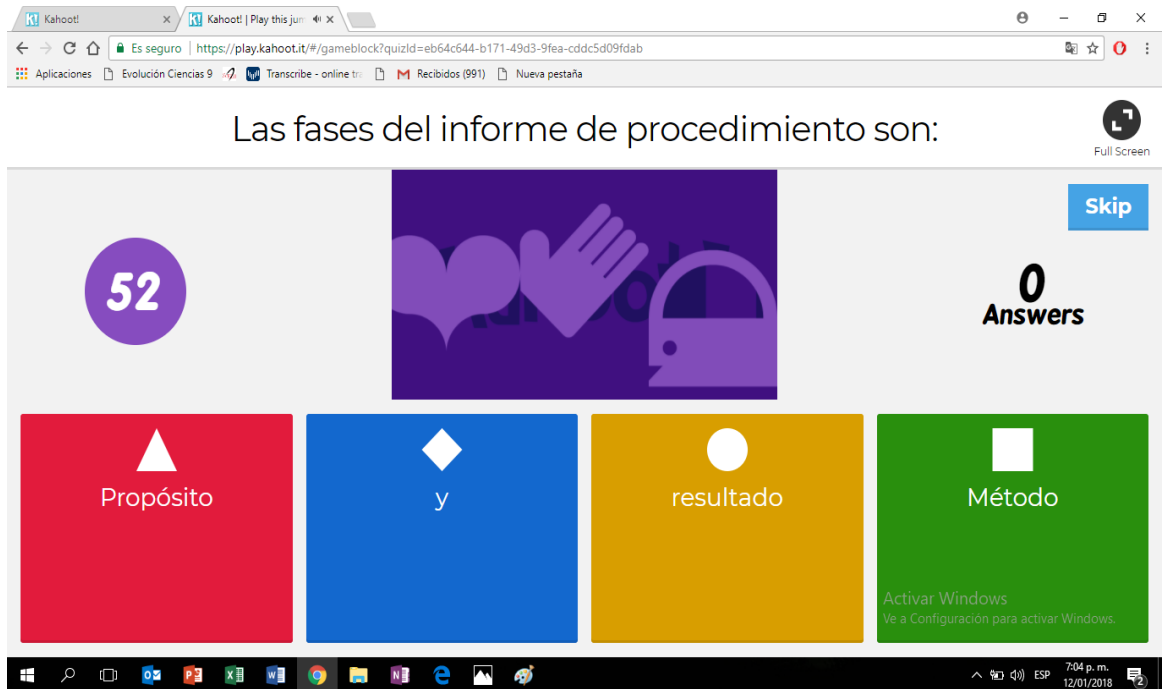 Kahoot!
Kahoot! | Play this jum
Es seguro | https://play.kahoot.it/#/gameblock?quizId=eb64c644-b171-49d3-9fea-cddc5d09fdab
Aplicaciones Evolución Ciencias 9 Transcribe - online tra Recibidos (991) Nueva pestaña
Las fases del informe de procedimiento son:
Full Screen
Skip
52
0
Answers
Propósito
y
resultado
Método
Activar Windows
Ve a Configuración para activar Windows.
ESP
7:04 p. m.
12/01/2018
2